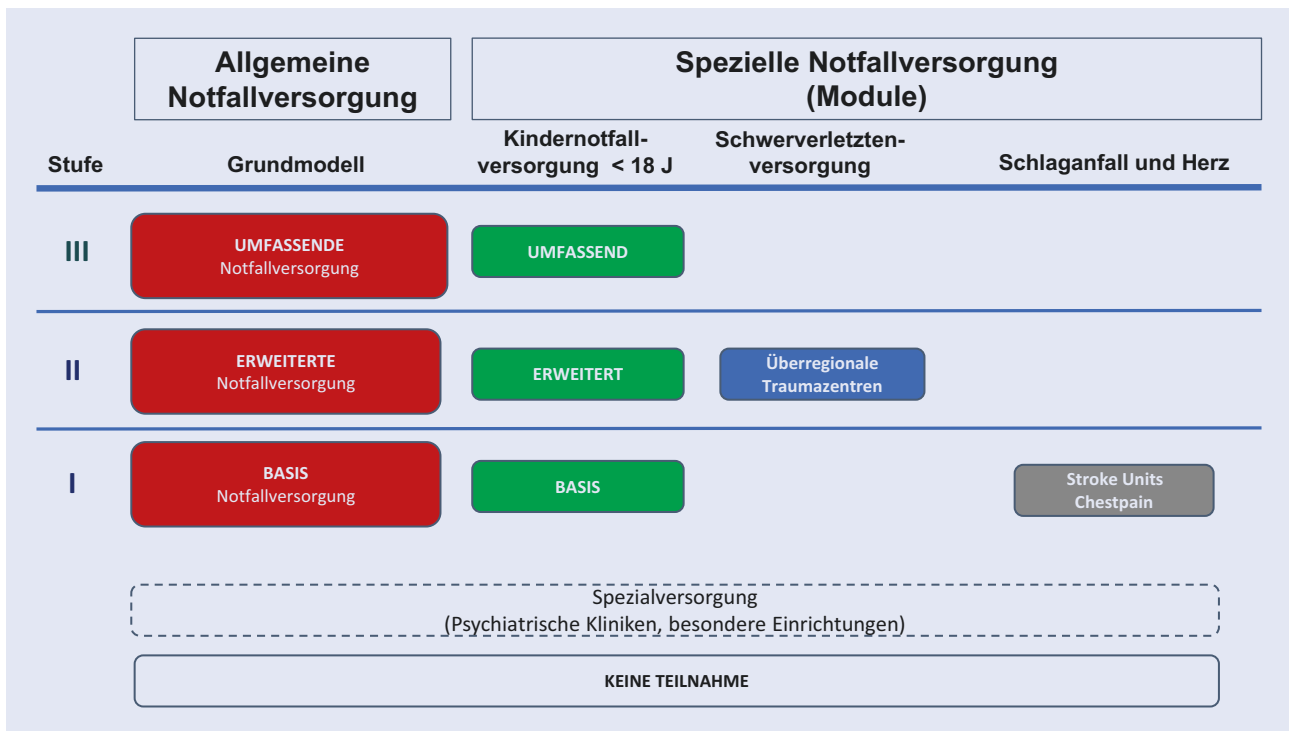 Allgemeine
Notfallversorgung
Spezielle Notfallversorgung
(Module)
Stufe
Grundmodell
Kindernotfall-
versorgung < 18 J
Schwerverletzten-
versorgung
Schlaganfall und Herz
III
UMFASSENDE
Notfallversorgung
UMFASSEND
II
ERWEITERTE
Notfallversorgung
ERWEITERT
Überregionale
Traumazentren
I
BASIS
Notfallversorgung
BASIS
Stroke Units
Chestpain
Spezialversorgung
(Psychiatrische Kliniken, besondere Einrichtungen)
KEINE TEILNAHME